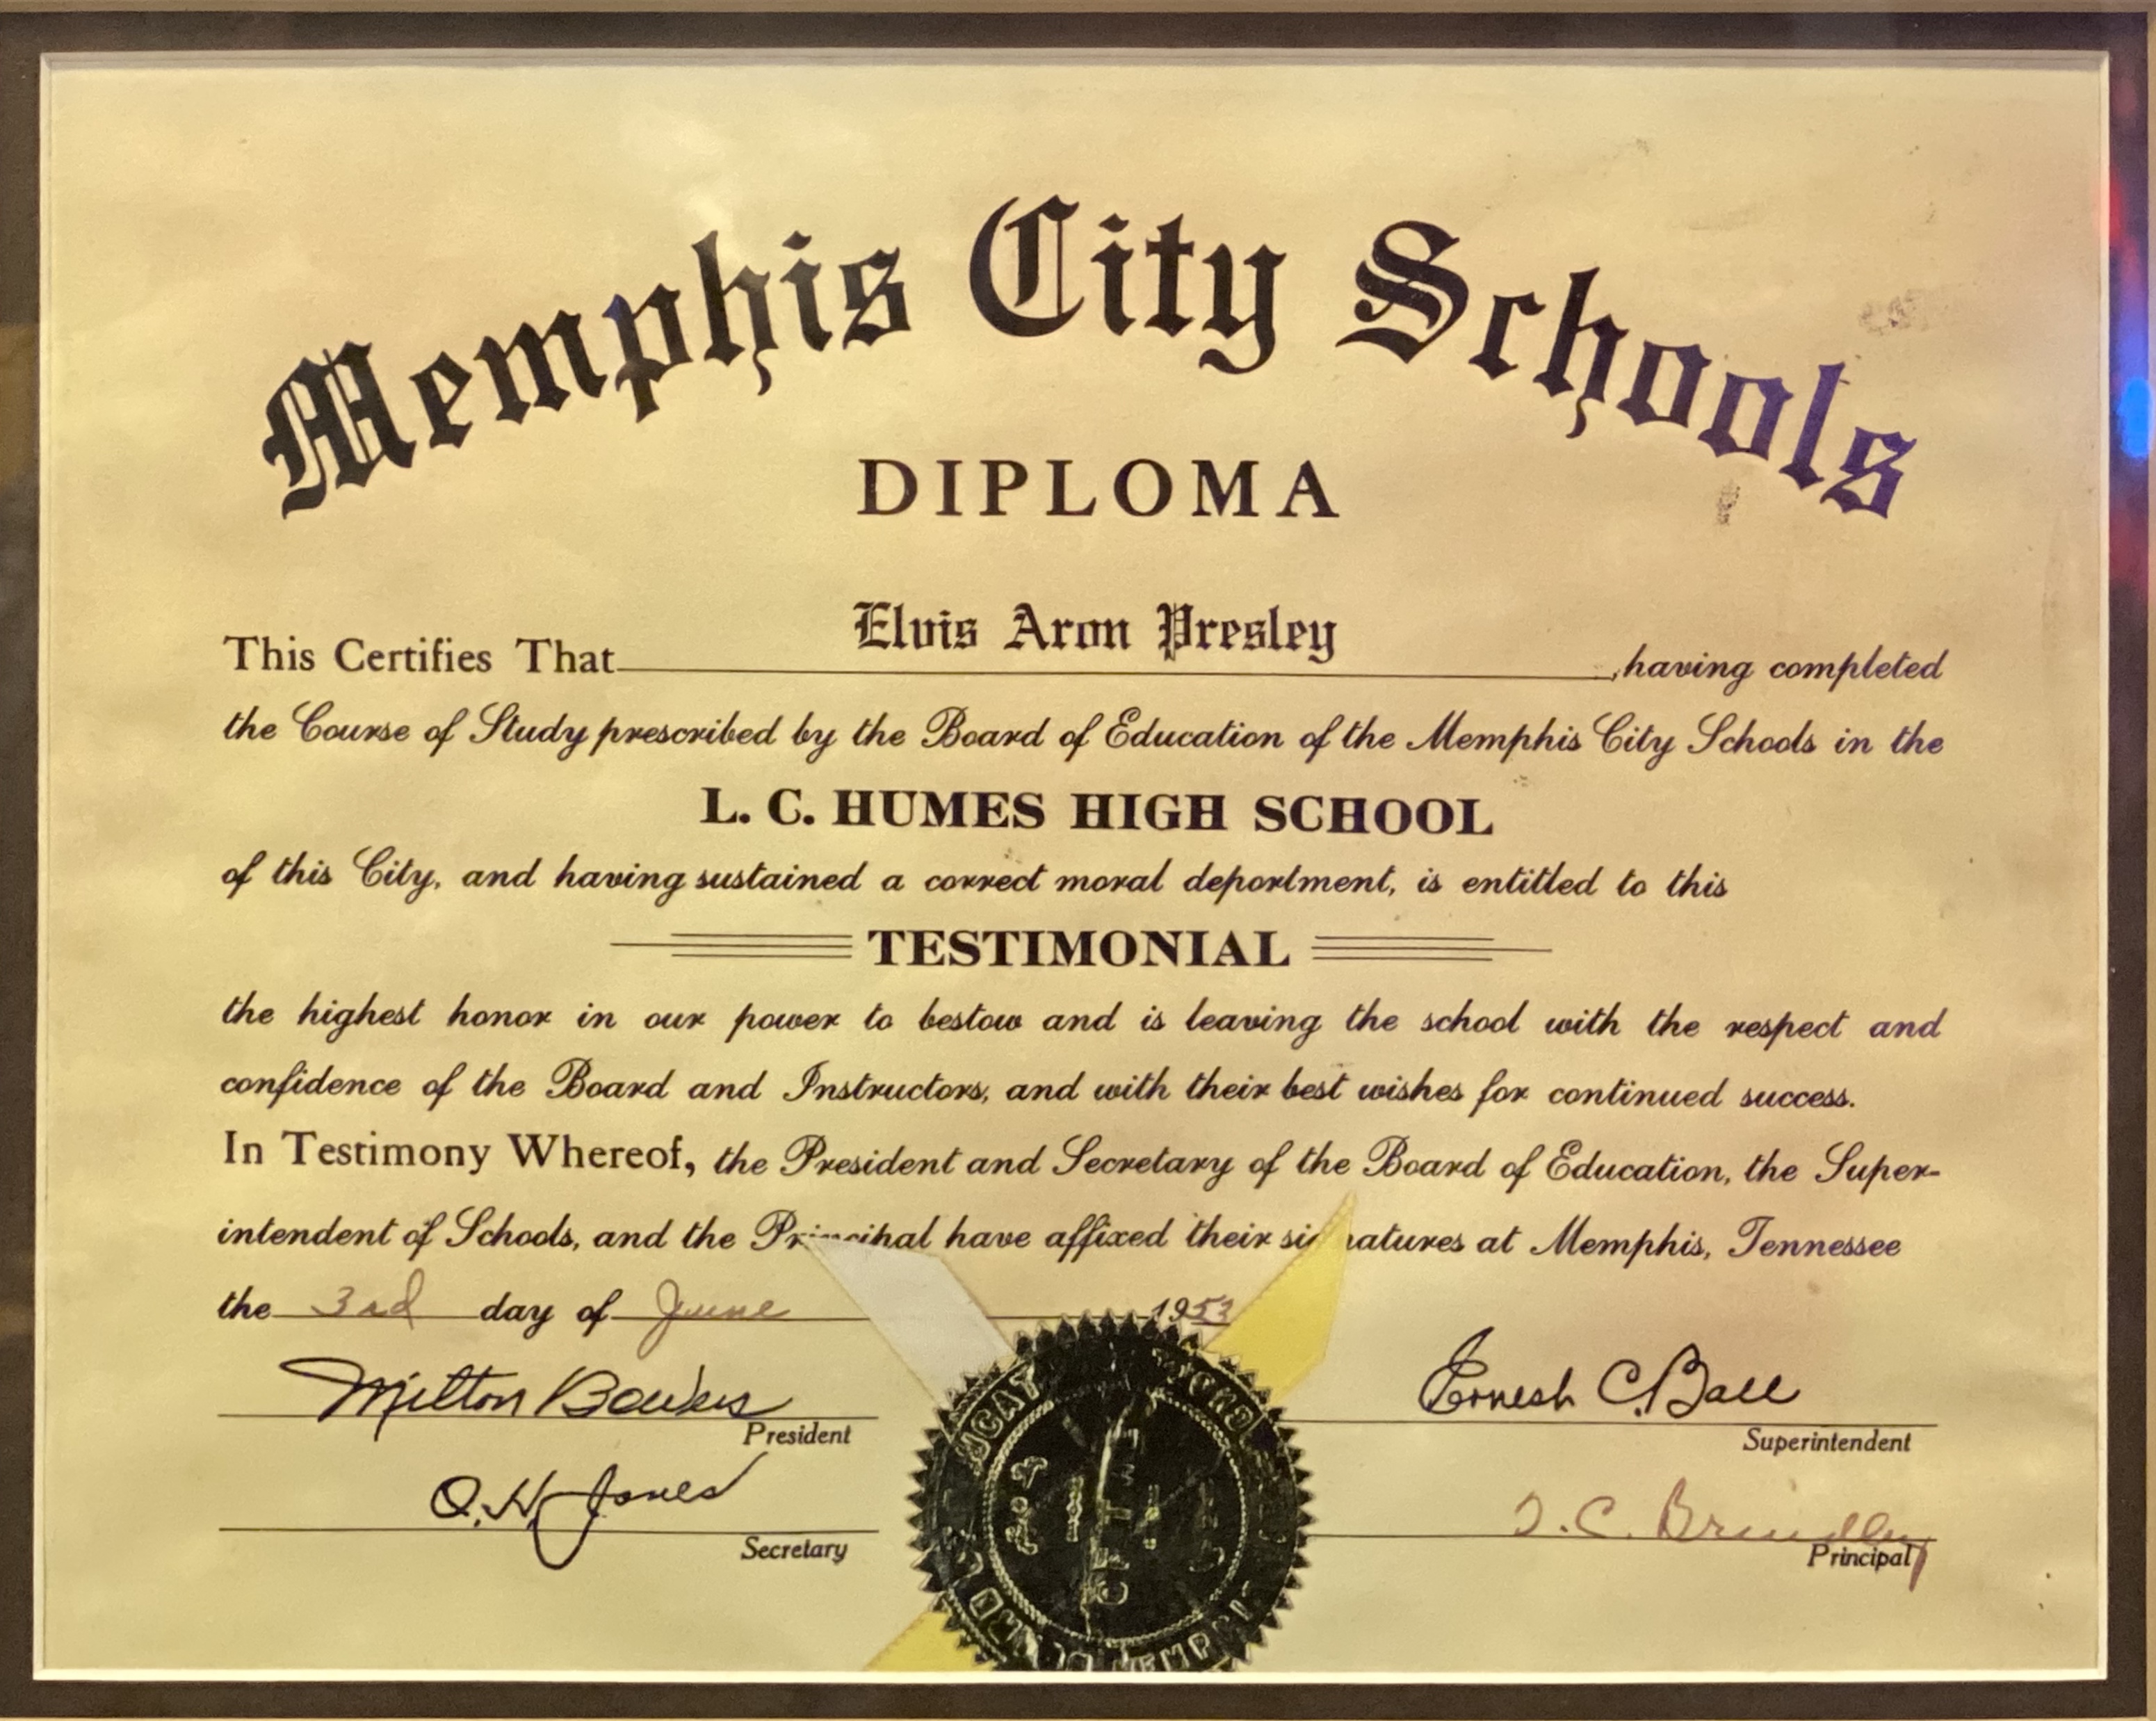 Memphis City Schools
DIPLOMA
Elvis Aron Presley
This Certifies That , having completed
the Course of Study prescribed by the Board of Education of the Memphis City Schools in the
L. C. HUMES HIGH SCHOOL
of this City, and having sustained a correct moral deportment, is entitled to this
TESTIMONIAL
the highest honor in our power to bestow and is leaving the school with the respect and
confidence of the Board and Instructors, and with their best wishes for continued success.
In Testimony Whereof, the President and Secretary of the Board of Education, the Super-
intendent of Schools, and the Principal have affixed their signatures at Memphis, Tennessee
the 3rd day of June 1953
Milton Bowers Ernest C. Ball
President Superintendent
O. H. Jones T. C. Brindley
Secretary Principal